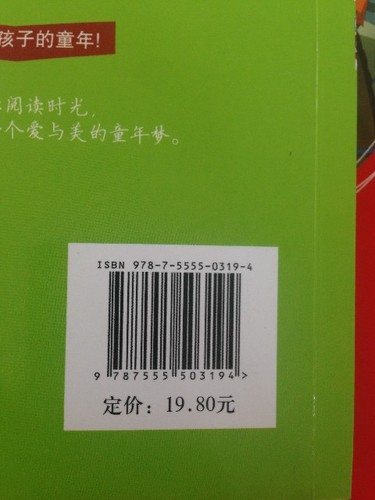 孩子的童年!
阅读时光,
个爱与美的童年梦。
ISBN 978-7-5555-0319-4
9 787555 503194 >
定价: 19.80元